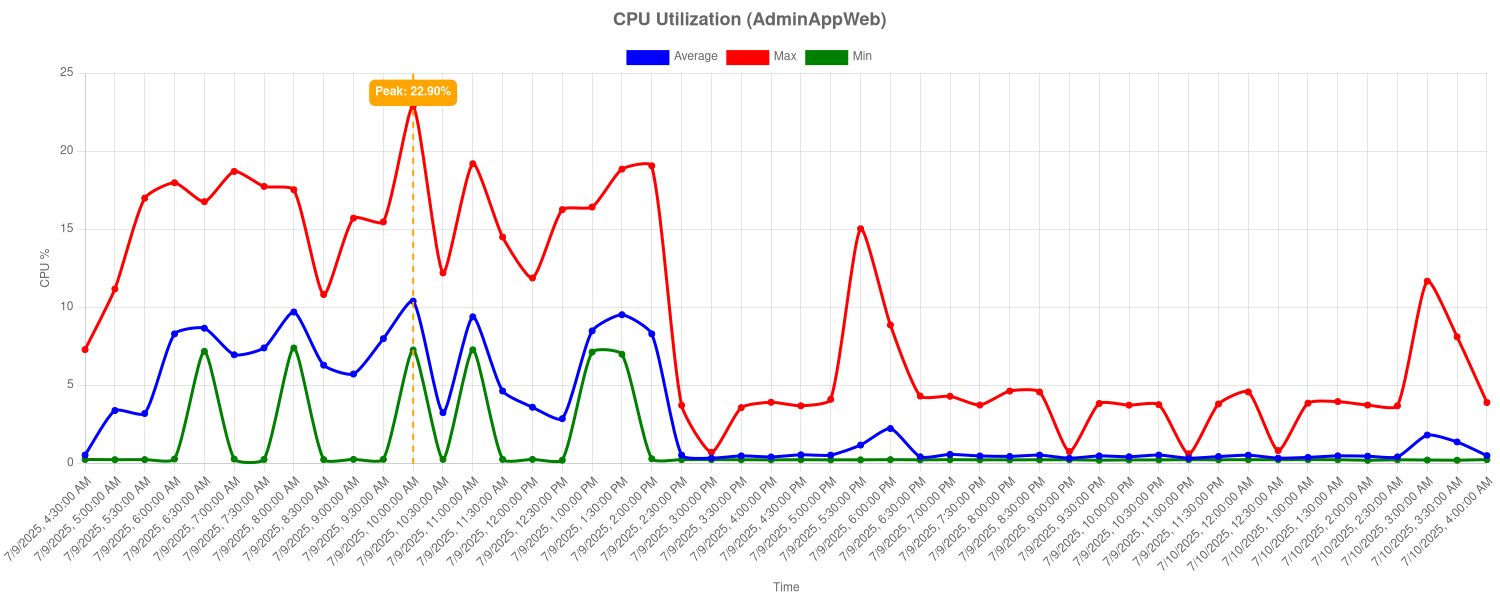 CPU Utilization (AdminAppWeb)
Average Max Min
Peak: 22.90%
25
20
15
10
5
0
CPU %
7/9/2025, 4:30:00 AM
7/9/2025, 5:00:00 AM
7/9/2025, 5:30:00 AM
7/9/2025, 6:00:00 AM
7/9/2025, 6:30:00 AM
7/9/2025, 7:00:00 AM
7/9/2025, 7:30:00 AM
7/9/2025, 8:00:00 AM
7/9/2025, 8:30:00 AM
7/9/2025, 9:00:00 AM
7/9/2025, 9:30:00 AM
7/9/2025, 10:00:00 AM
7/9/2025, 10:30:00 AM
7/9/2025, 11:00:00 AM
7/9/2025, 11:30:00 AM
7/9/2025, 12:00:00 PM
7/9/2025, 12:30:00 PM
7/9/2025, 1:00:00 PM
7/9/2025, 1:30:00 PM
7/9/2025, 2:00:00 PM
7/9/2025, 2:30:00 PM
7/9/2025, 3:00:00 PM
7/9/2025, 3:30:00 PM
7/9/2025, 4:00:00 PM
7/9/2025, 4:30:00 PM
7/9/2025, 5:00:00 PM
7/9/2025, 5:30:00 PM
7/9/2025, 6:00:00 PM
7/9/2025, 6:30:00 PM
7/9/2025, 7:00:00 PM
7/9/2025, 7:30:00 PM
7/9/2025, 8:00:00 PM
7/9/2025, 8:30:00 PM
7/9/2025, 9:00:00 PM
7/9/2025, 9:30:00 PM
7/9/2025, 10:00:00 PM
7/9/2025, 10:30:00 PM
7/9/2025, 11:00:00 PM
7/9/2025, 11:30:00 PM
7/10/2025, 12:00:00 AM
7/10/2025, 12:30:00 AM
7/10/2025, 1:00:00 AM
7/10/2025, 1:30:00 AM
7/10/2025, 2:00:00 AM
7/10/2025, 2:30:00 AM
7/10/2025, 3:00:00 AM
7/10/2025, 3:30:00 AM
7/10/2025, 4:00:00 AM
Time